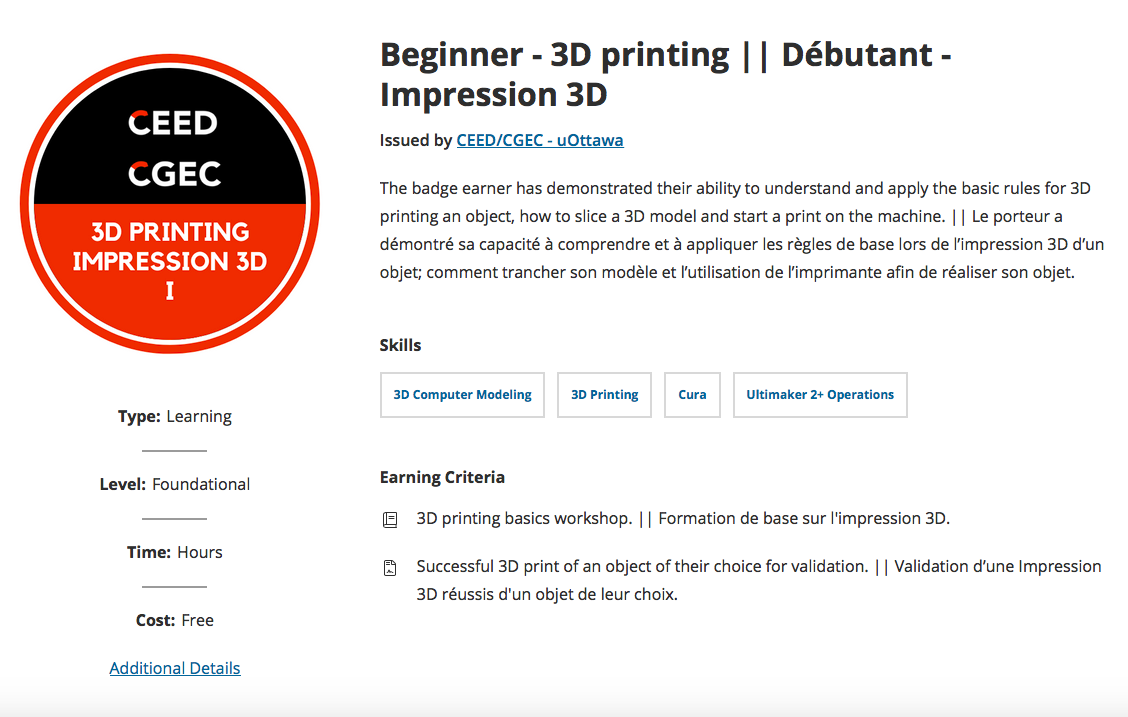 CEED
CGEC
3D PRINTING
IMPRESSION 3D
I
Type: Learning
Level: Foundational
Time: Hours
Cost: Free
Additional Details
Beginner - 3D printing || Débutant -
Impression 3D
Issued by CEED/CGEC - uOttawa
The badge earner has demonstrated their ability to understand and apply the basic rules for 3D
printing an object, how to slice a 3D model and start a print on the machine. || Le porteur a
démontré sa capacité à comprendre et à appliquer les règles de base lors de l’impression 3D d’un
objet; comment trancher son modèle et l’utilisation de l’imprimante afin de réaliser son objet.
Skills
3D Computer Modeling
3D Printing
Cura
Ultimaker 2+ Operations
Earning Criteria
3D printing basics workshop. || Formation de base sur l'impression 3D.
Successful 3D print of an object of their choice for validation. || Validation d’une Impression
3D réussis d'un objet de leur choix.